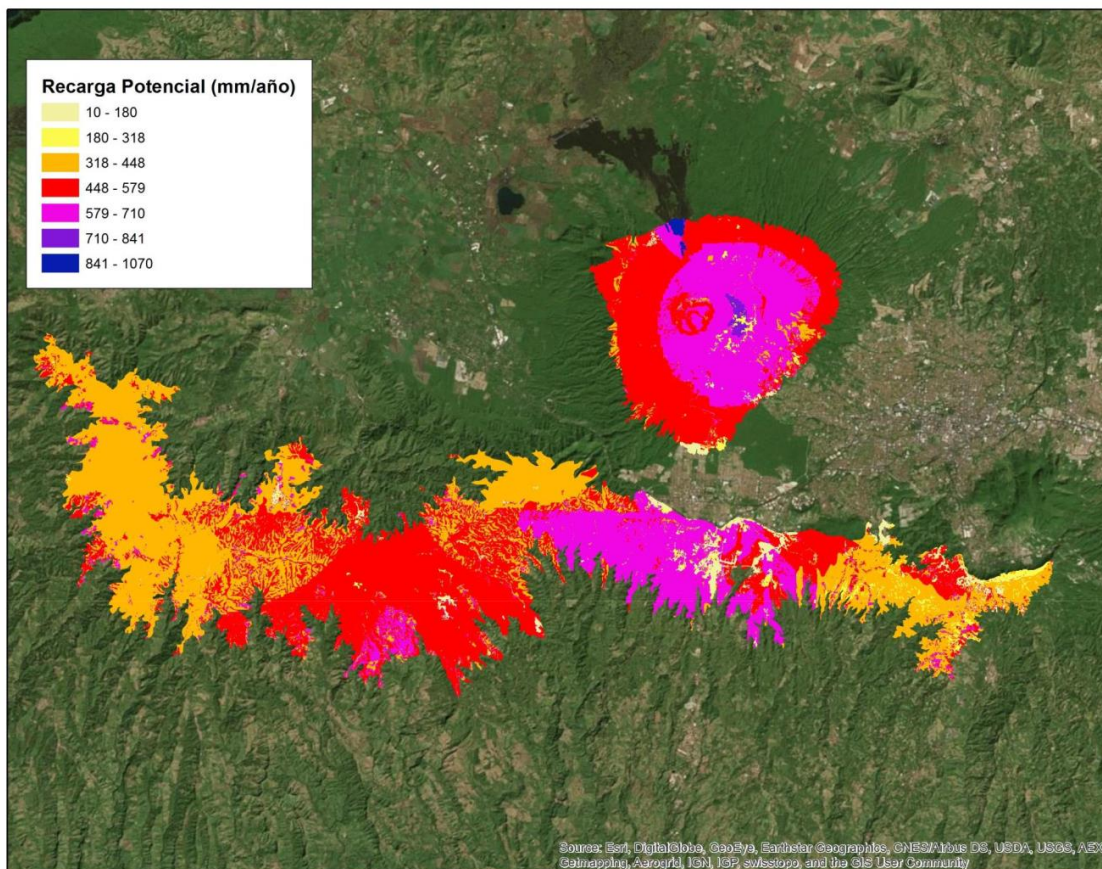 Recarga Potencial (mm/año)
10 - 180
180 - 318
318 - 448
448 - 579
579 - 710
710 - 841
841 - 1070
Source: Esri, DigitalGlobe, GeoEye, Earthstar Geographics, CNES/Airbus DS, USDA, USGS, AEX
Getmapping, Aerogrid, IGN, IGP, swisstopo, and the GIS User Community